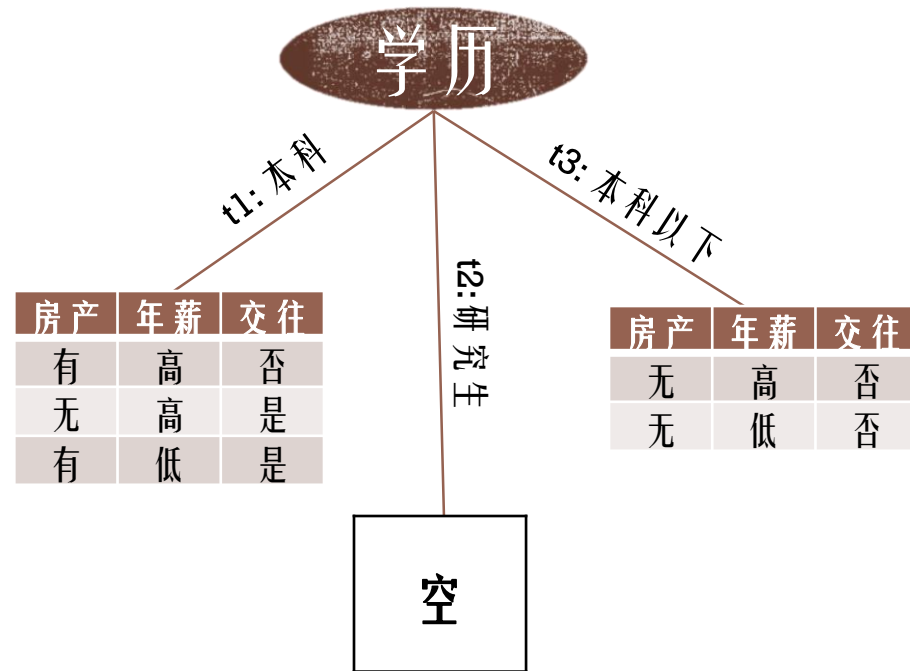 学历
t1: 本科
t2: 研究生
t3: 本科以下
房产 年薪 交往
有 高 否
无 高 是
有 低 是
房产 年薪 交往
无 高 否
无 低 否
空